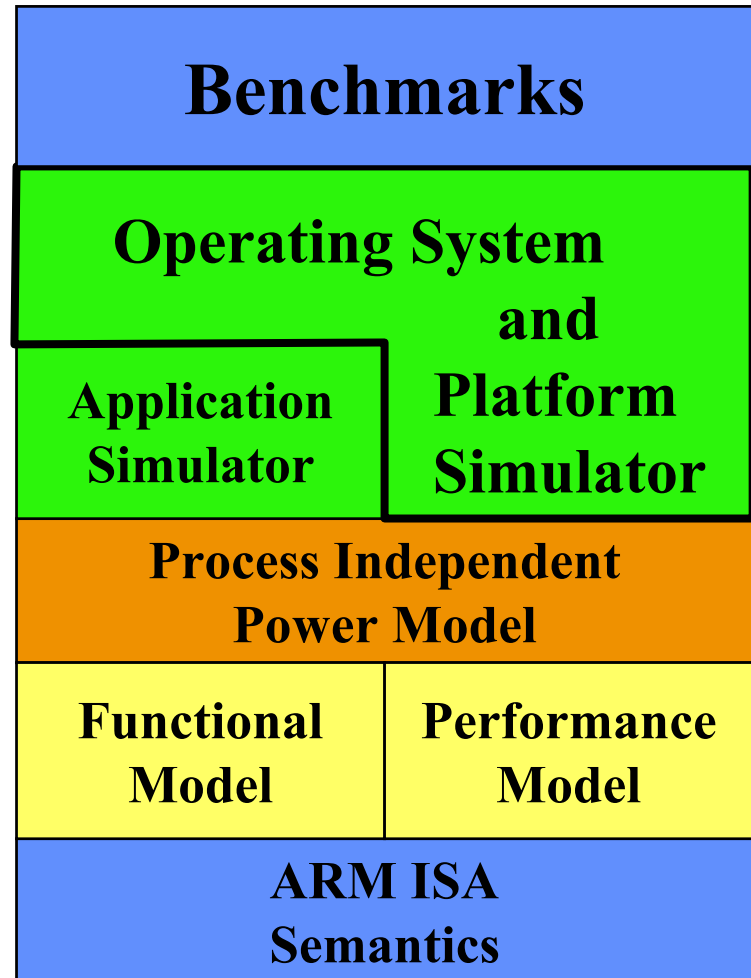 Benchmarks
Operating System
and
Platform
Simulator
Application
Simulator
Process Independent
Power Model
Functional
Model
Performance
Model
ARM ISA
Semantics